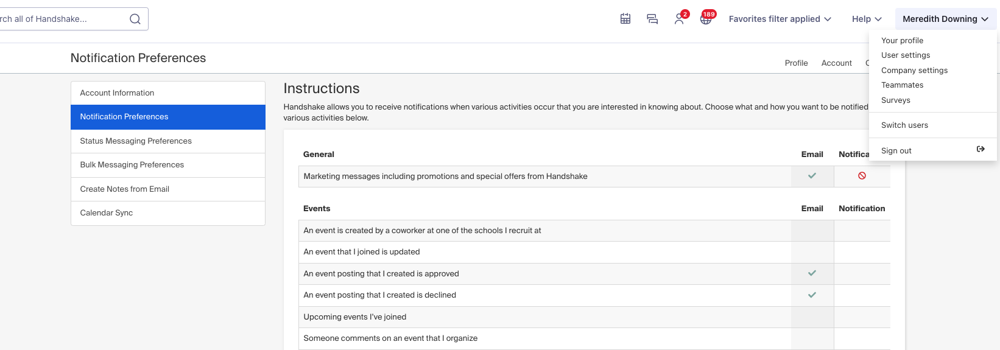 rch all of Handshake...
2
189
Favorites filter applied
Help
Meredith Downing
Your profile
User settings
Company settings
Teammates
Surveys
Switch users
Sign out
Notification Preferences
Profile
Account
Account Information
Notification Preferences
Status Messaging Preferences
Bulk Messaging Preferences
Create Notes from Email
Calendar Sync
Instructions
Handshake allows you to receive notifications when various activities occur that you are interested in knowing about. Choose what and how you want to be notified
various activities below.
General Email Notifica
Marketing messages including promotions and special offers from Handshake
Events Email Notification
An event is created by a coworker at one of the schools I recruit at
An event that I joined is updated
An event posting that I created is approved
An event posting that I created is declined
Upcoming events I've joined
Someone comments on an event that I organize